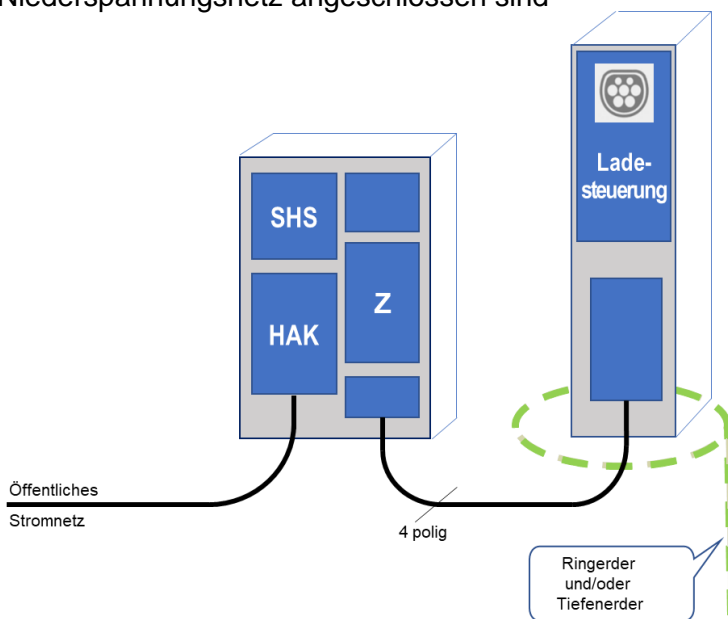 Niederspannungsnetz angeschlossen sind
Lade-
steuerung
SHS
Z
HAK
Öffentliches
Stromnetz
4 polig
Ringerder
und/oder
Tiefenerder